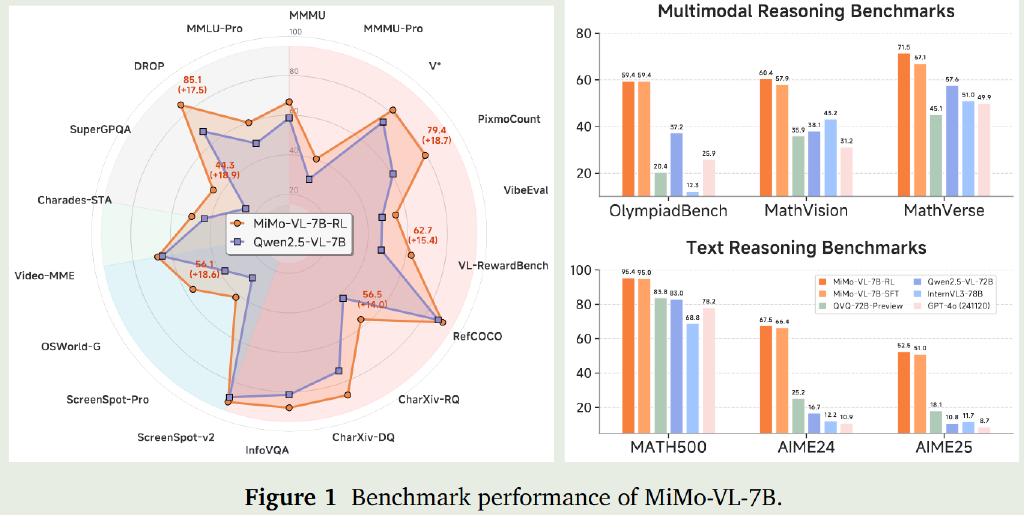 MMMU
MMLU-Pro
MMMU-Pro
100
80
60
40
20
DROP
V*
85.1
(+17.5)
SuperGPQA
PixmoCount
79.4
(+18.7)
44.3
(+18.9)
Charades-STA
VibeEval
MiMo-VL-7B-RL
Qwen2.5-VL-7B
62.7
(+15.4)
Video-MME
VL-RewardBench
56.1
(+18.6)
56.5
(+14.0)
OSWorld-G
RefCOCO
ScreenSpot-Pro
CharXiv-RQ
ScreenSpot-v2
CharXiv-DQ
InfoVQA
Multimodal Reasoning Benchmarks
80
60
40
20
59.4 59.4 20.4 37.2 12.3 25.9
60.4 57.9 35.9 38.1 43.2 31.2
71.5 67.1 45.1 57.6 51.0 49.9
OlympiadBench MathVision MathVerse
Text Reasoning Benchmarks
100
80
60
40
20
MiMo-VL-7B-RL
MiMo-VL-7B-SFT
QVQ-72B-Preview
Qwen2.5-VL-72B
InternVL3-78B
GPT-4o (241120)
95.4 95.0 83.8 83.0 68.8 78.2
67.5 66.4 25.2 16.7 12.2 10.9
52.5 51.0 18.1 10.8 11.7 8.7
MATH500 AIME24 AIME25
Figure 1 Benchmark performance of MiMo-VL-7B.